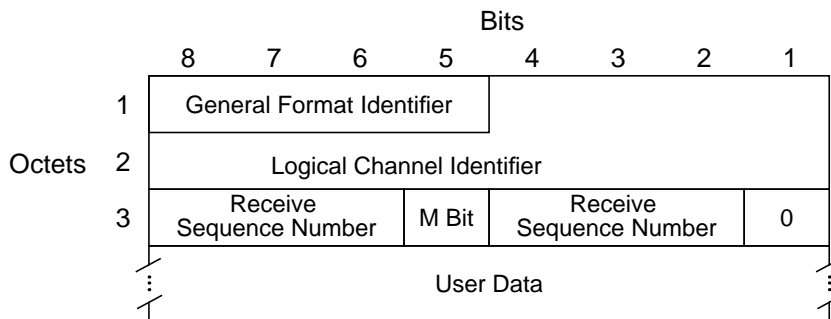 Bits
8 7 6 5 4 3 2 1
1 General Format Identifier
Octets 2 Logical Channel Identifier
3 Receive Sequence Number M Bit Receive Sequence Number 0
User Data